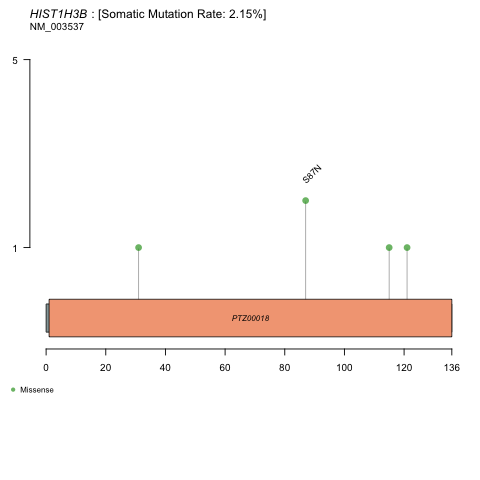 HIST1H3B : [Somatic Mutation Rate: 2.15%]
NM_003537
5
S87N
1
PTZ00018
0 20 40 60 80 100 120 136
Missense